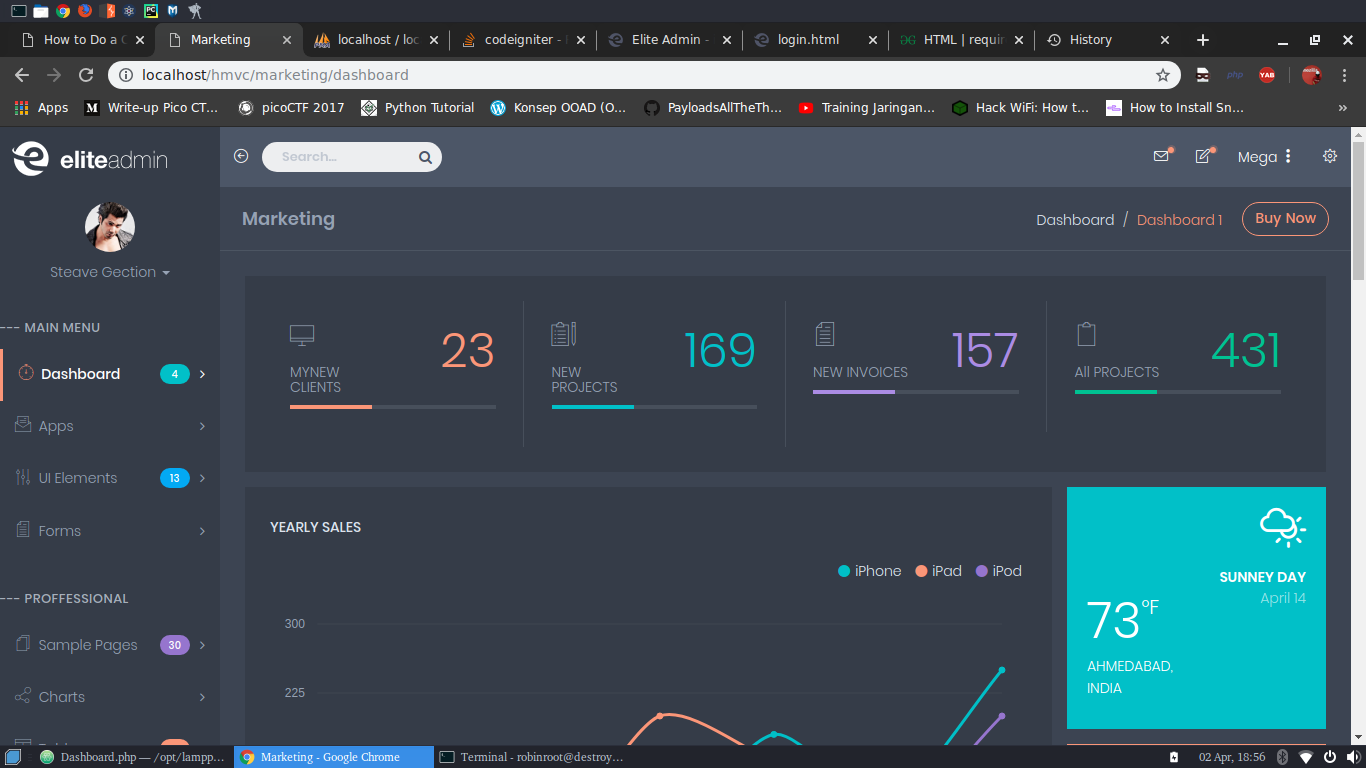 How to Do a C
Marketing
localhost / loc
codeigniter -
Elite Admin -
login.html
HTML | requir
History
localhost/hmvc/marketing/dashboard
php
YAB
Apps
Write-up Pico CT...
picoCTF 2017
Python Tutorial
Konsep OOAD (O...
PayloadsAllTheTh...
Training Jaringan...
Hack WiFi: How t...
How to Install Sn...
eliteadmin
Search...
Mega
Marketing
Dashboard / Dashboard 1
Buy Now
Steave Gection
--- MAIN MENU
Dashboard 4
Apps
UI Elements 13
Forms
--- PROFFESSIONAL
Sample Pages 30
Charts
MYNEW
CLIENTS
23
NEW
PROJECTS
169
NEW INVOICES
157
All PROJECTS
431
YEARLY SALES
iPhone iPad iPod
300
225
SUNNEY DAY
April 14
73°F
AHMEDABAD,
INDIA
Dashboard.php — /opt/lampp...
Marketing - Google Chrome
Terminal - robinroot@destroy...
02 Apr, 18:56